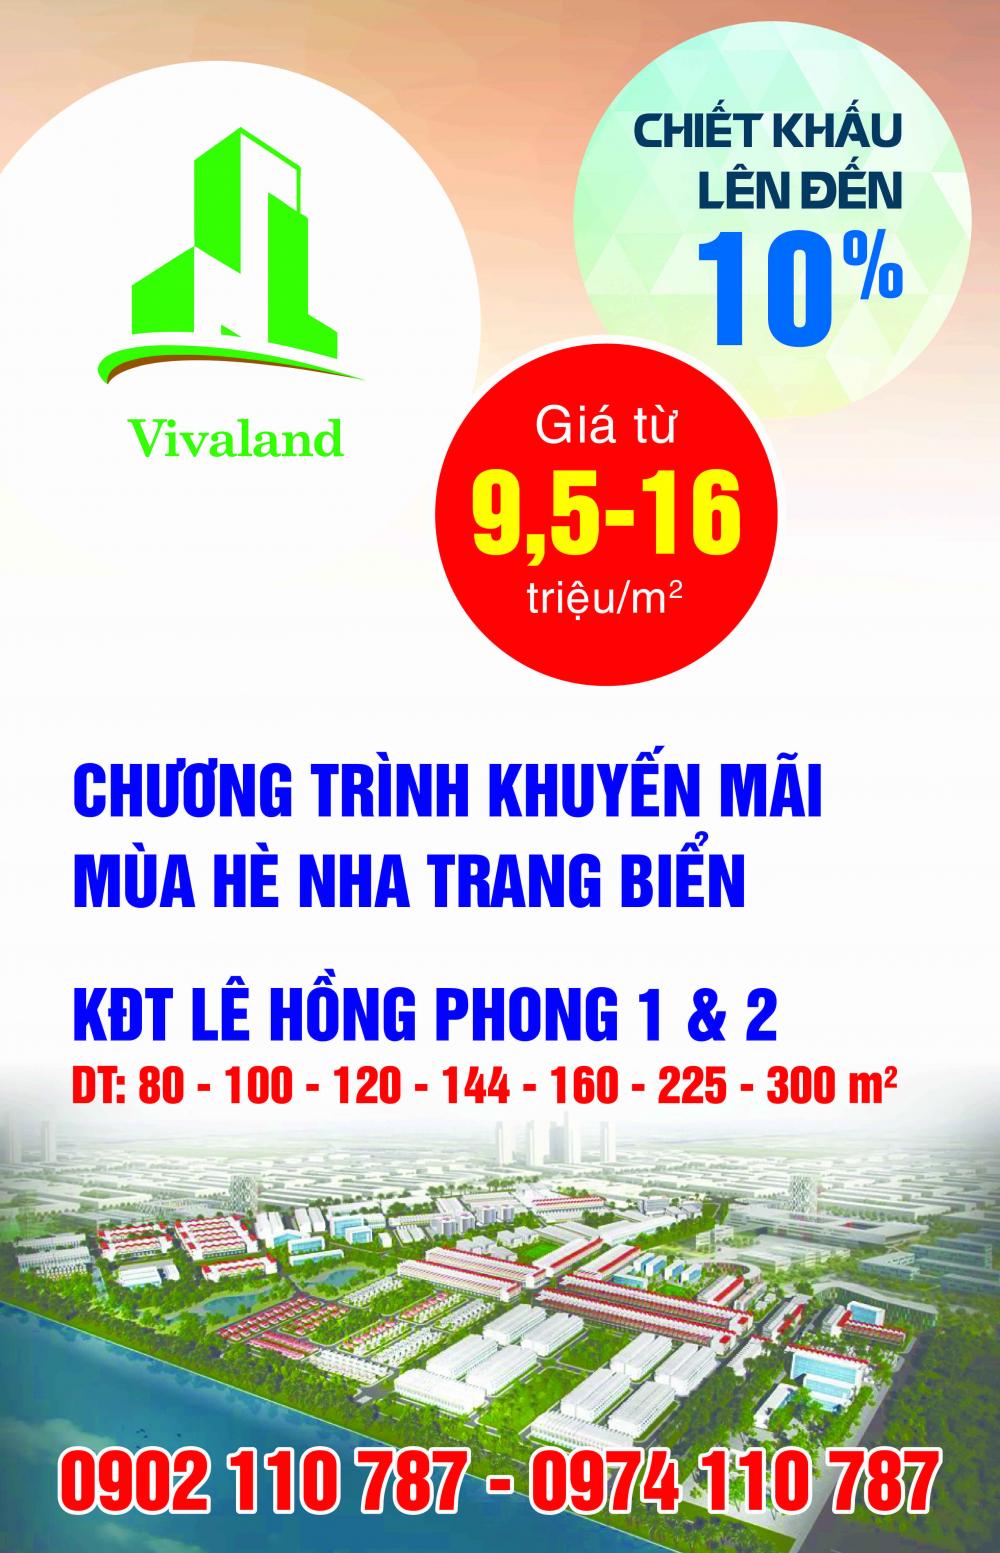 Vivaland
CHIẾT KHẤU
LÊN ĐẾN
10%
Giá từ
9,5-16
triệu/m²
CHƯƠNG TRÌNH KHUYẾN MÃI
MÙA HÈ NHA TRANG BIỂN
KĐT LÊ HỒNG PHONG 1 & 2
DT: 80 - 100 - 120 - 144 - 160 - 225 - 300 m²
0902 110 787 - 0974 110 787